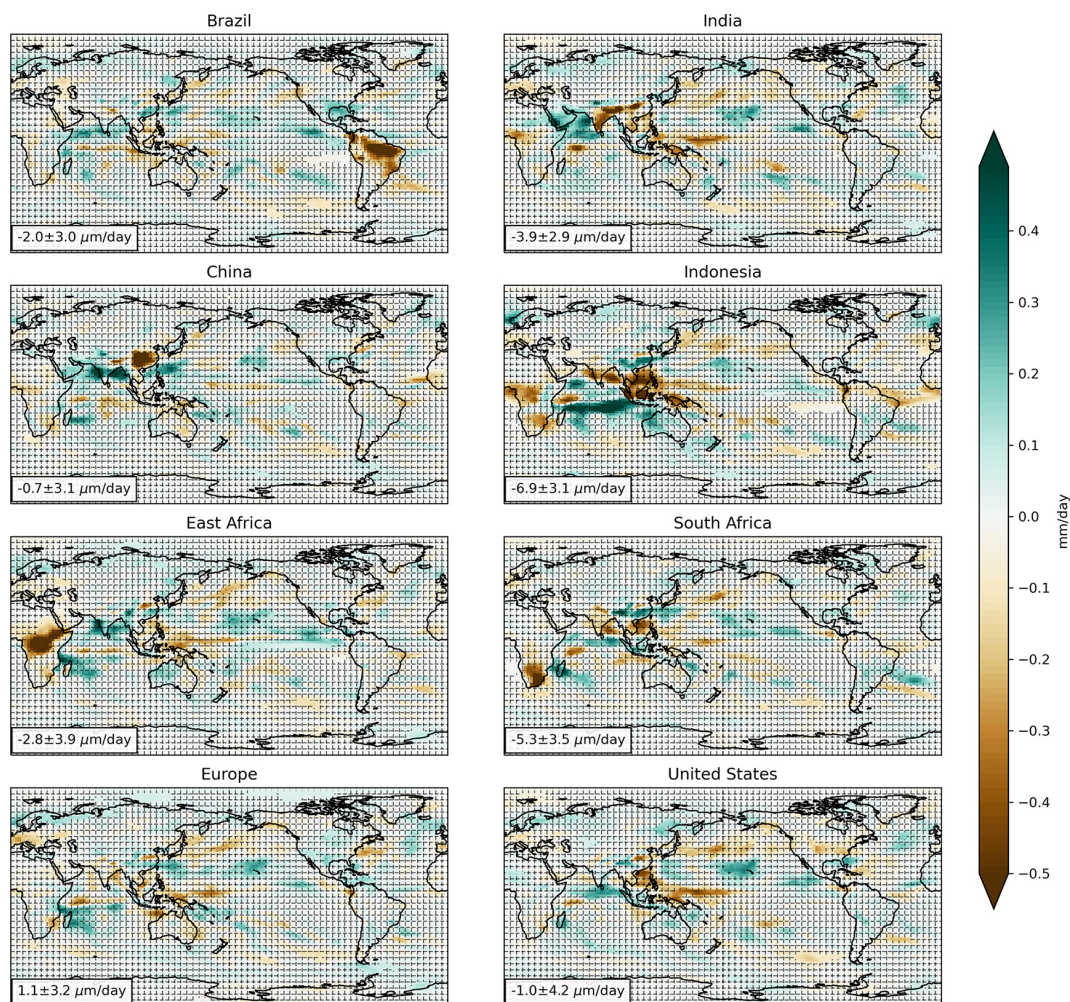 Brazil
India
-2.0±3.0 μm/day
-3.9±2.9 μm/day
China
Indonesia
-0.7±3.1 μm/day
-6.9±3.1 μm/day
East Africa
South Africa
-2.8±3.9 μm/day
-5.3±3.5 μm/day
Europe
United States
1.1±3.2 μm/day
-1.0±4.2 μm/day
0.4
0.3
0.2
0.1
0.0
−0.1
−0.2
−0.3
−0.4
−0.5
mm/day